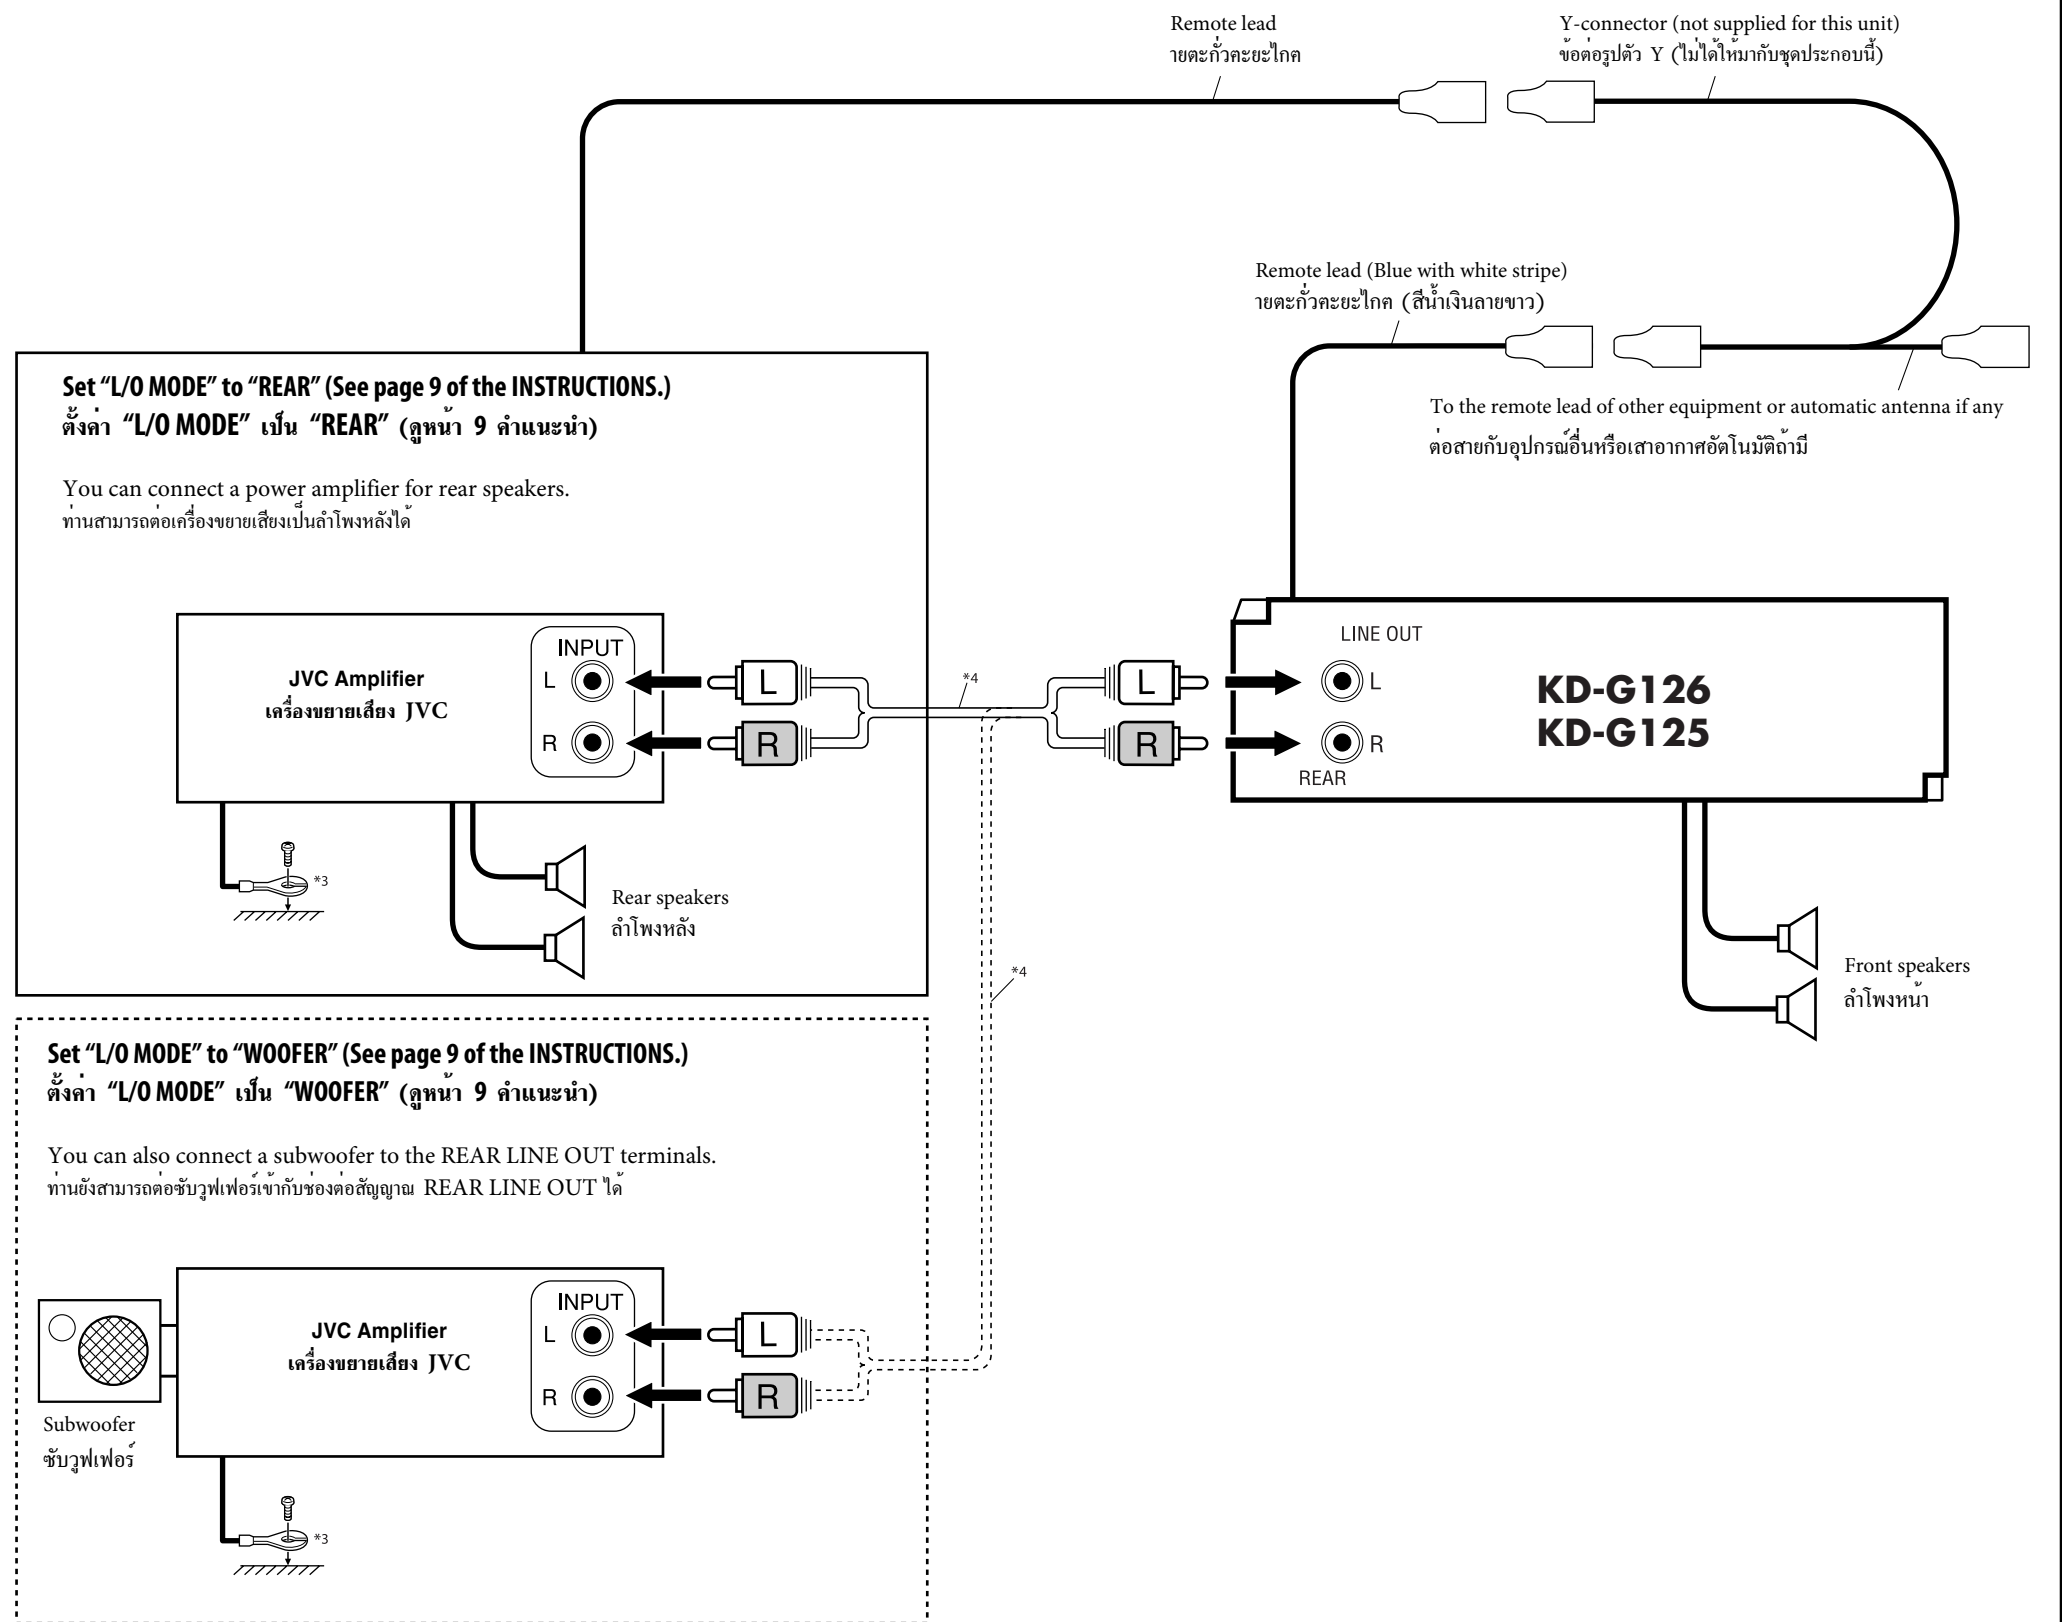 Remote lead
ายตะกั่วฅะยะไกฅ
Y-connector (not supplied for this unit)
ข้อต่อรูปตัว Y (ไม่ได้ให้มากับชุดประกอบนี้)
Remote lead (Blue with white stripe)
ายตะกั่วฅะยะไกฅ (สีน้ำเงินลายขาว)
To the remote lead of other equipment or automatic antenna if any
ต่อสายกับอุปกรณ์อื่นหรือเสาอากาศอัตโนมัติถ้ามี
Set “L/O MODE” to “REAR” (See page 9 of the INSTRUCTIONS.)
ตั้งค่า “L/O MODE” เป็น “REAR” (ดูหน้า 9 คำแนะนำ)
You can connect a power amplifier for rear speakers.
ท่านสามารถต่อเครื่องขยายเสียงเป็นลำโพงหลังได้
JVC Amplifier
เครื่องขยายเสียง JVC
INPUT
L
R
L
R
*4
L
R
LINE OUT
L
R
REAR
KD-G126
KD-G125
*3
Rear speakers
ลำโพงหลัง
*4
Front speakers
ลำโพงหน้า
Set “L/O MODE” to “WOOFER” (See page 9 of the INSTRUCTIONS.)
ตั้งค่า “L/O MODE” เป็น “WOOFER” (ดูหน้า 9 คำแนะนำ)
You can also connect a subwoofer to the REAR LINE OUT terminals.
ท่านยังสามารถต่อซับวูฟเฟอร์เข้ากับช่องต่อสัญญาณ REAR LINE OUT ได้
Subwoofer
ซับวูฟเฟอร์
JVC Amplifier
เครื่องขยายเสียง JVC
INPUT
L
R
L
R
*3